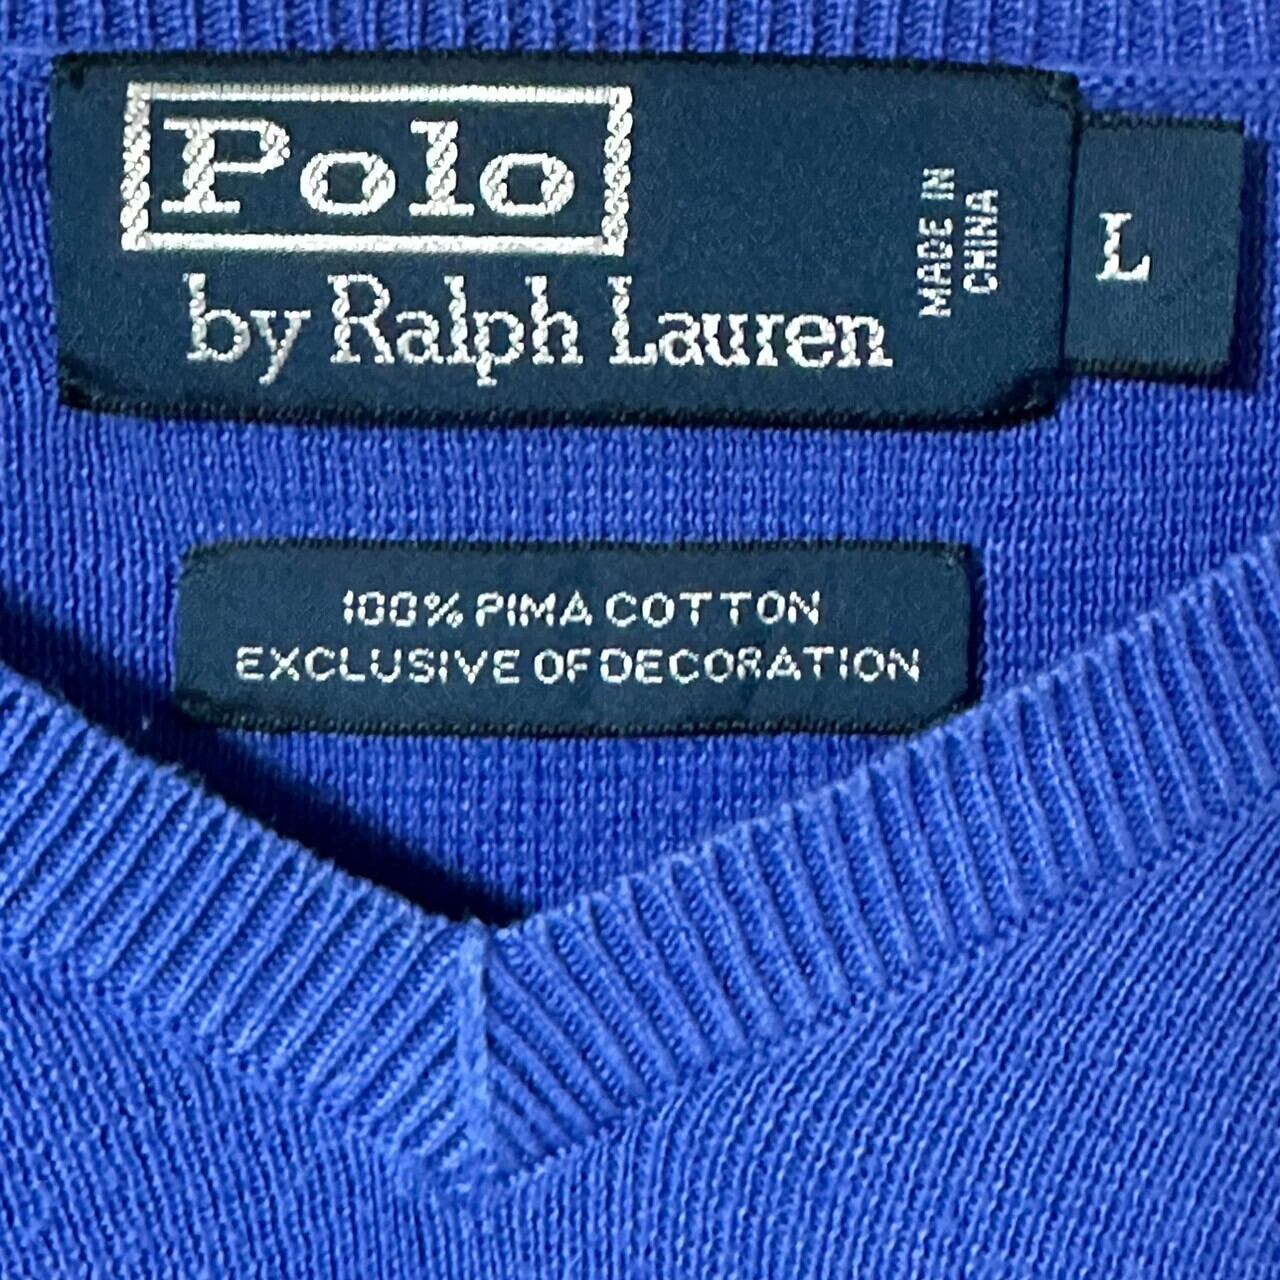 Polo
by Ralph Lauren
MADE IN
CHINA
L
100% PIMA COTTON
EXCLUSIVE OF DECORATION